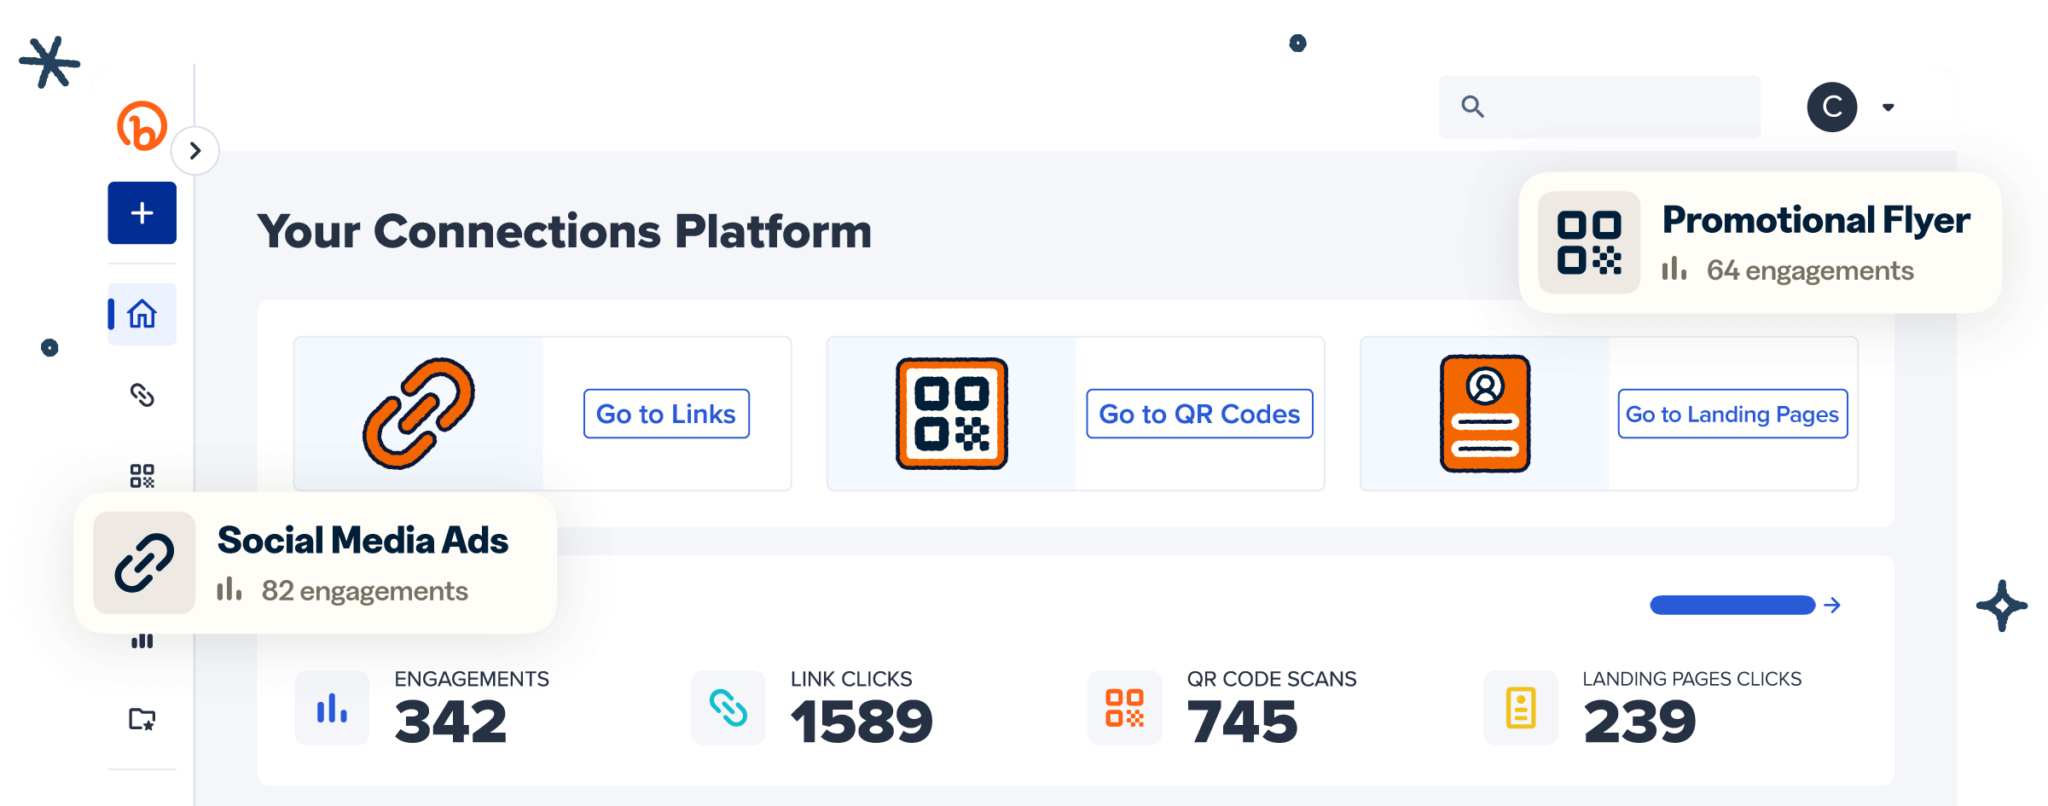 b
C
Your Connections Platform
Promotional Flyer
64 engagements
Go to Links
Go to QR Codes
Go to Landing Pages
Social Media Ads
82 engagements
ENGAGEMENTS
342
LINK CLICKS
1589
QR CODE SCANS
745
LANDING PAGES CLICKS
239